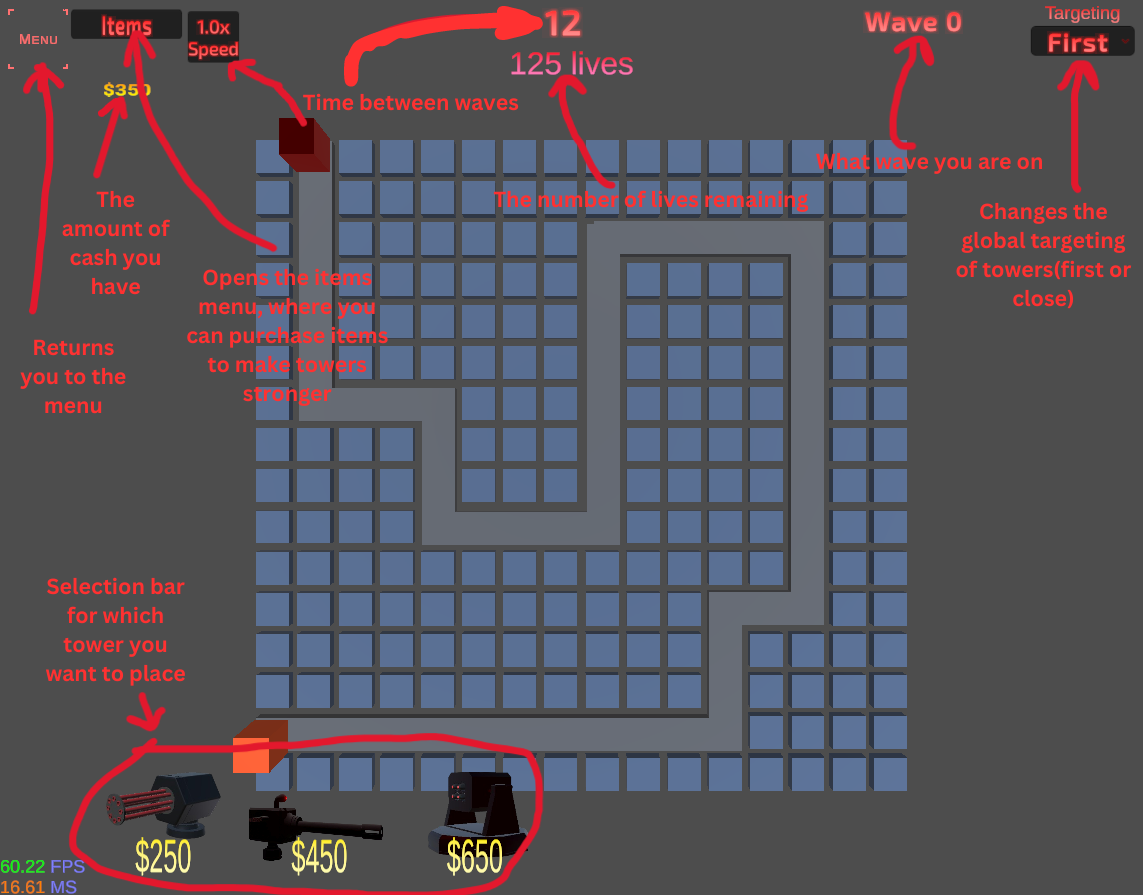 MENU
Items
1.0x
Speed
12
125 lives
Wave 0
Targeting
First
$350
Time between waves
What wave you are on
The number of lives remaining
The
amount of
cash you
have
Changes the
global targeting
of towers(first or
close)
Opens the items
menu, where you
can purchase items
to make towers
stronger
Returns
you to the
menu
Selection bar
for which
tower you
want to place
$250
$450
$650
60.22 FPS
16.61 MS